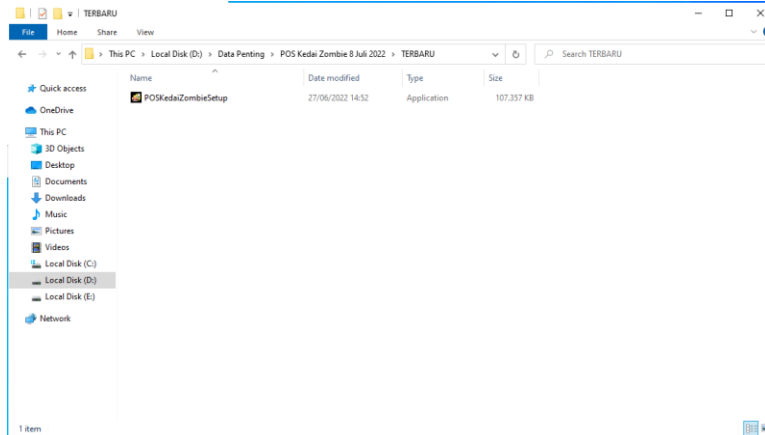 TERBARU
File Home Share View
This PC > Local Disk (D:) > Data Penting > POS Kedai Zombie 8 Juli 2022 > TERBARU
Search TERBARU
Name Date modified Type Size
POSKedaiZombieSetup 27/06/2022 14:52 Application 107.357 KB
Quick access
OneDrive
This PC
3D Objects
Desktop
Documents
Downloads
Music
Pictures
Videos
Local Disk (C:)
Local Disk (D:)
Local Disk (E:)
Network
1 item